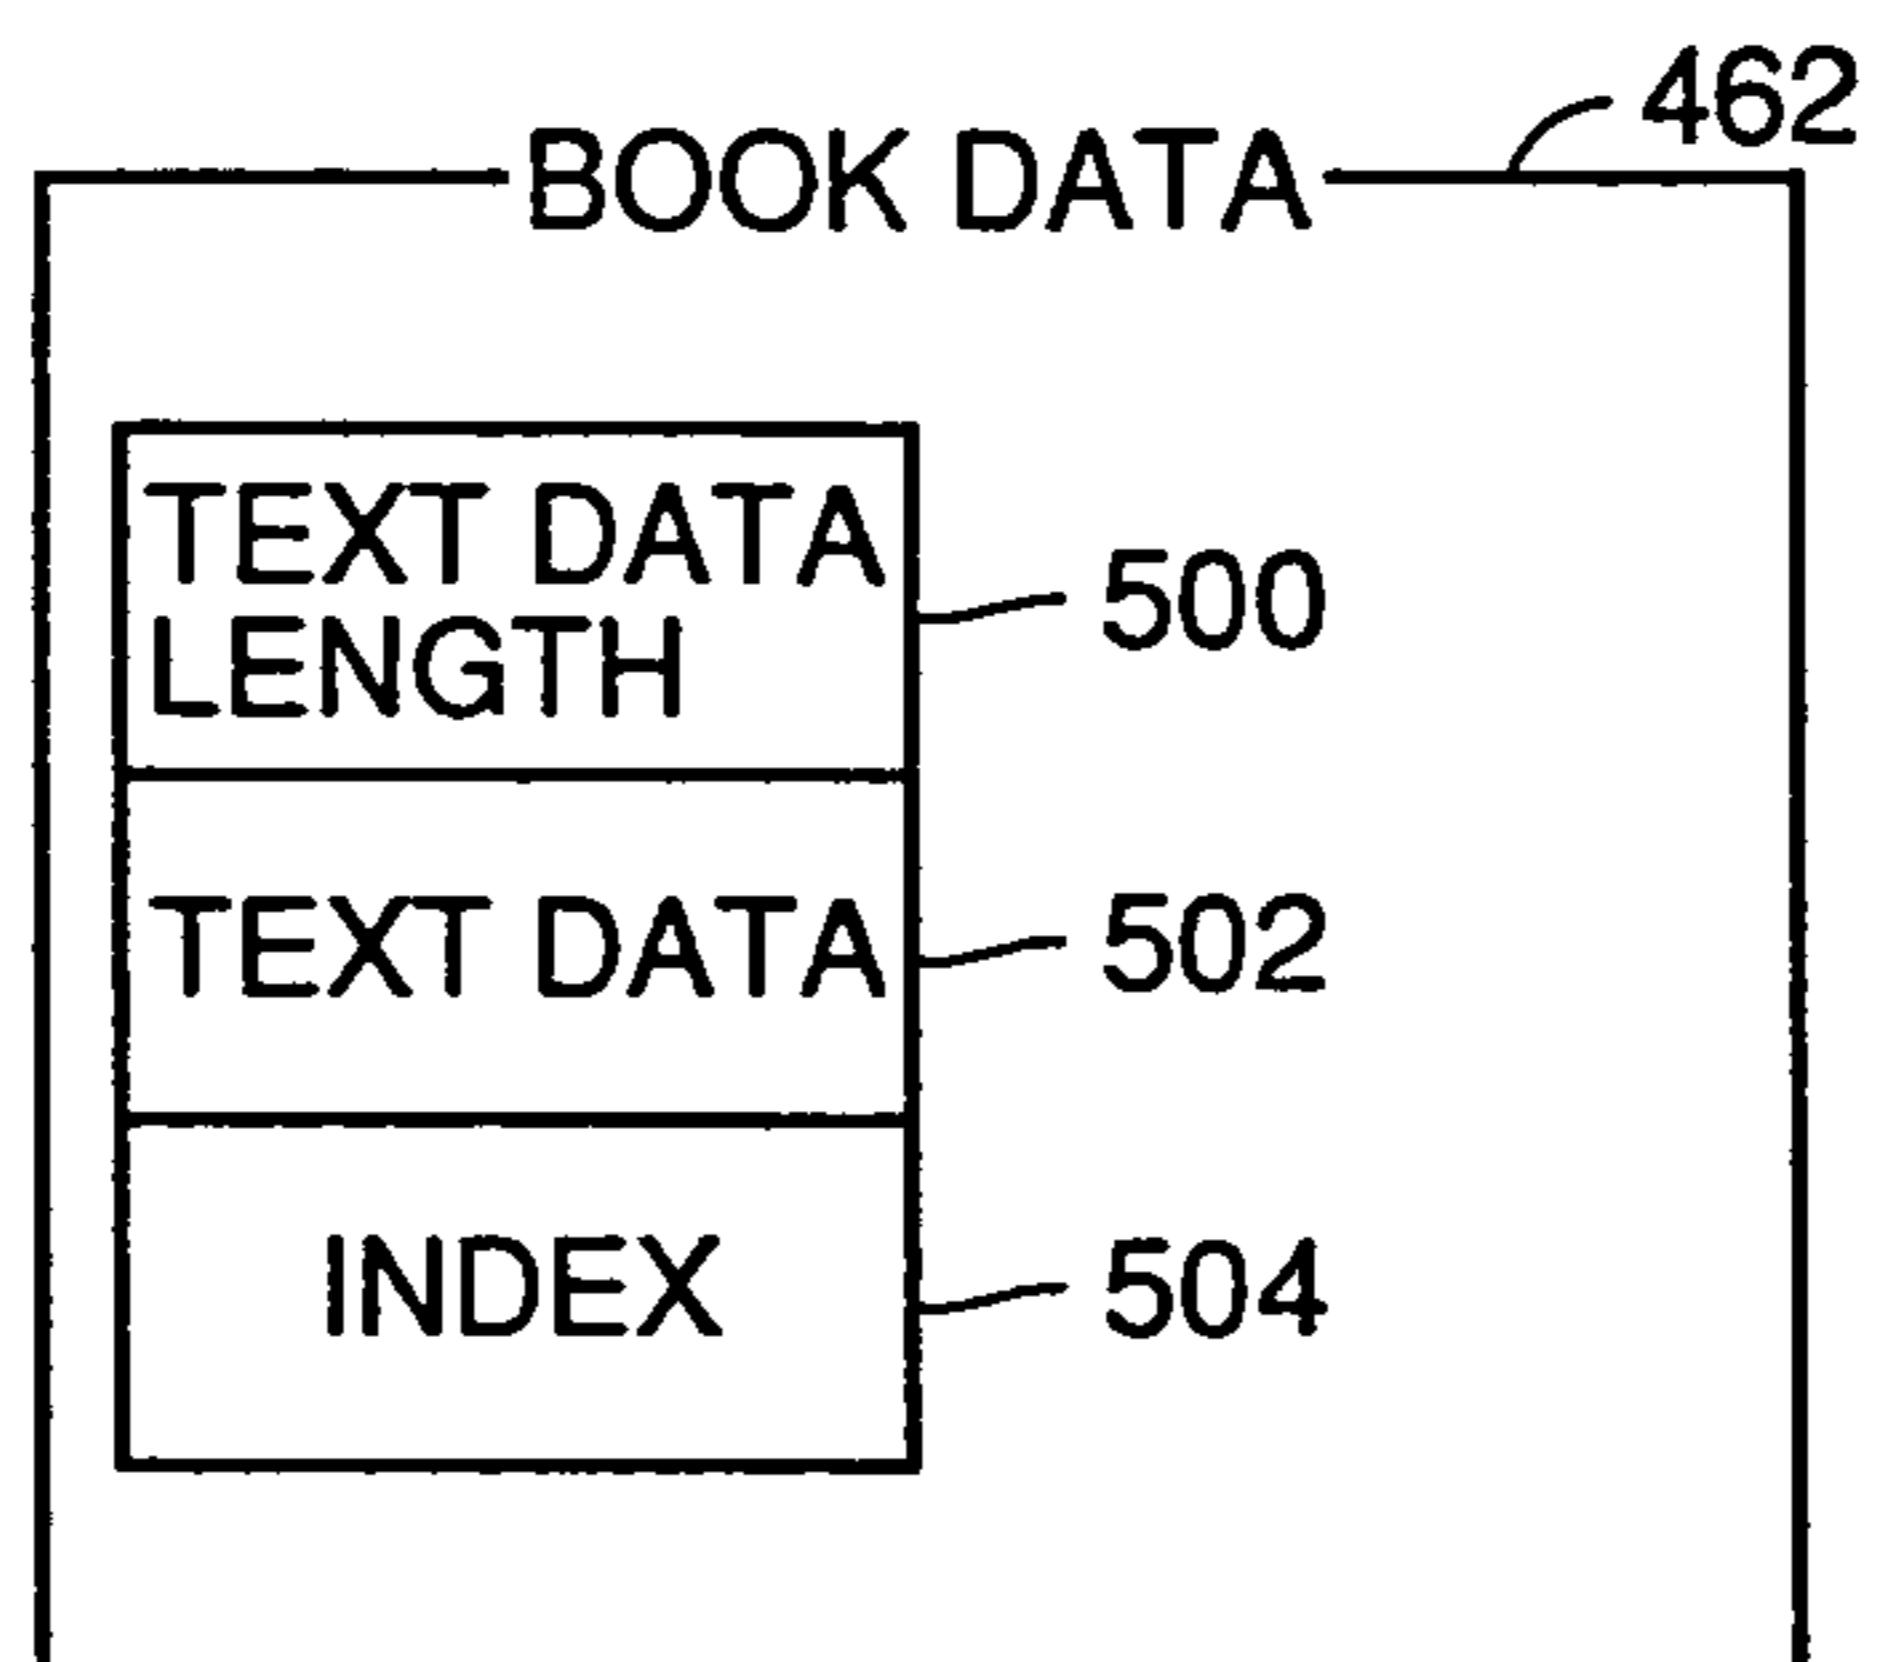 462
BOOK DATA
TEXT DATA
LENGTH
500
TEXT DATA
502
INDEX
504